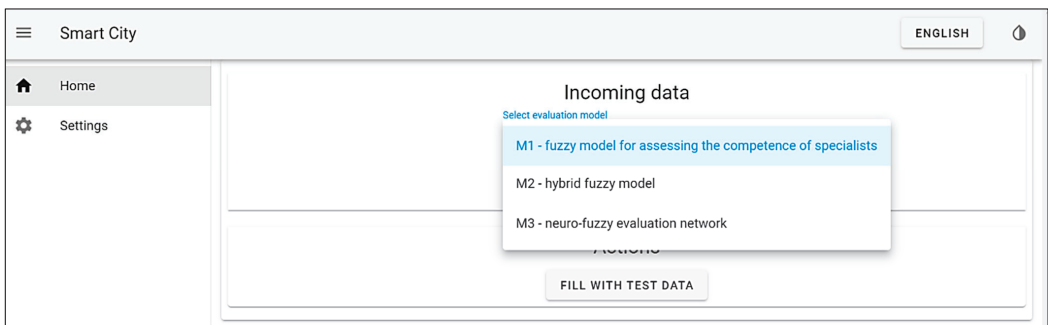 Smart City
ENGLISH
Home
Settings
Incoming data
Select evaluation model
M1 - fuzzy model for assessing the competence of specialists
M2 - hybrid fuzzy model
M3 - neuro-fuzzy evaluation network
Actions
FILL WITH TEST DATA